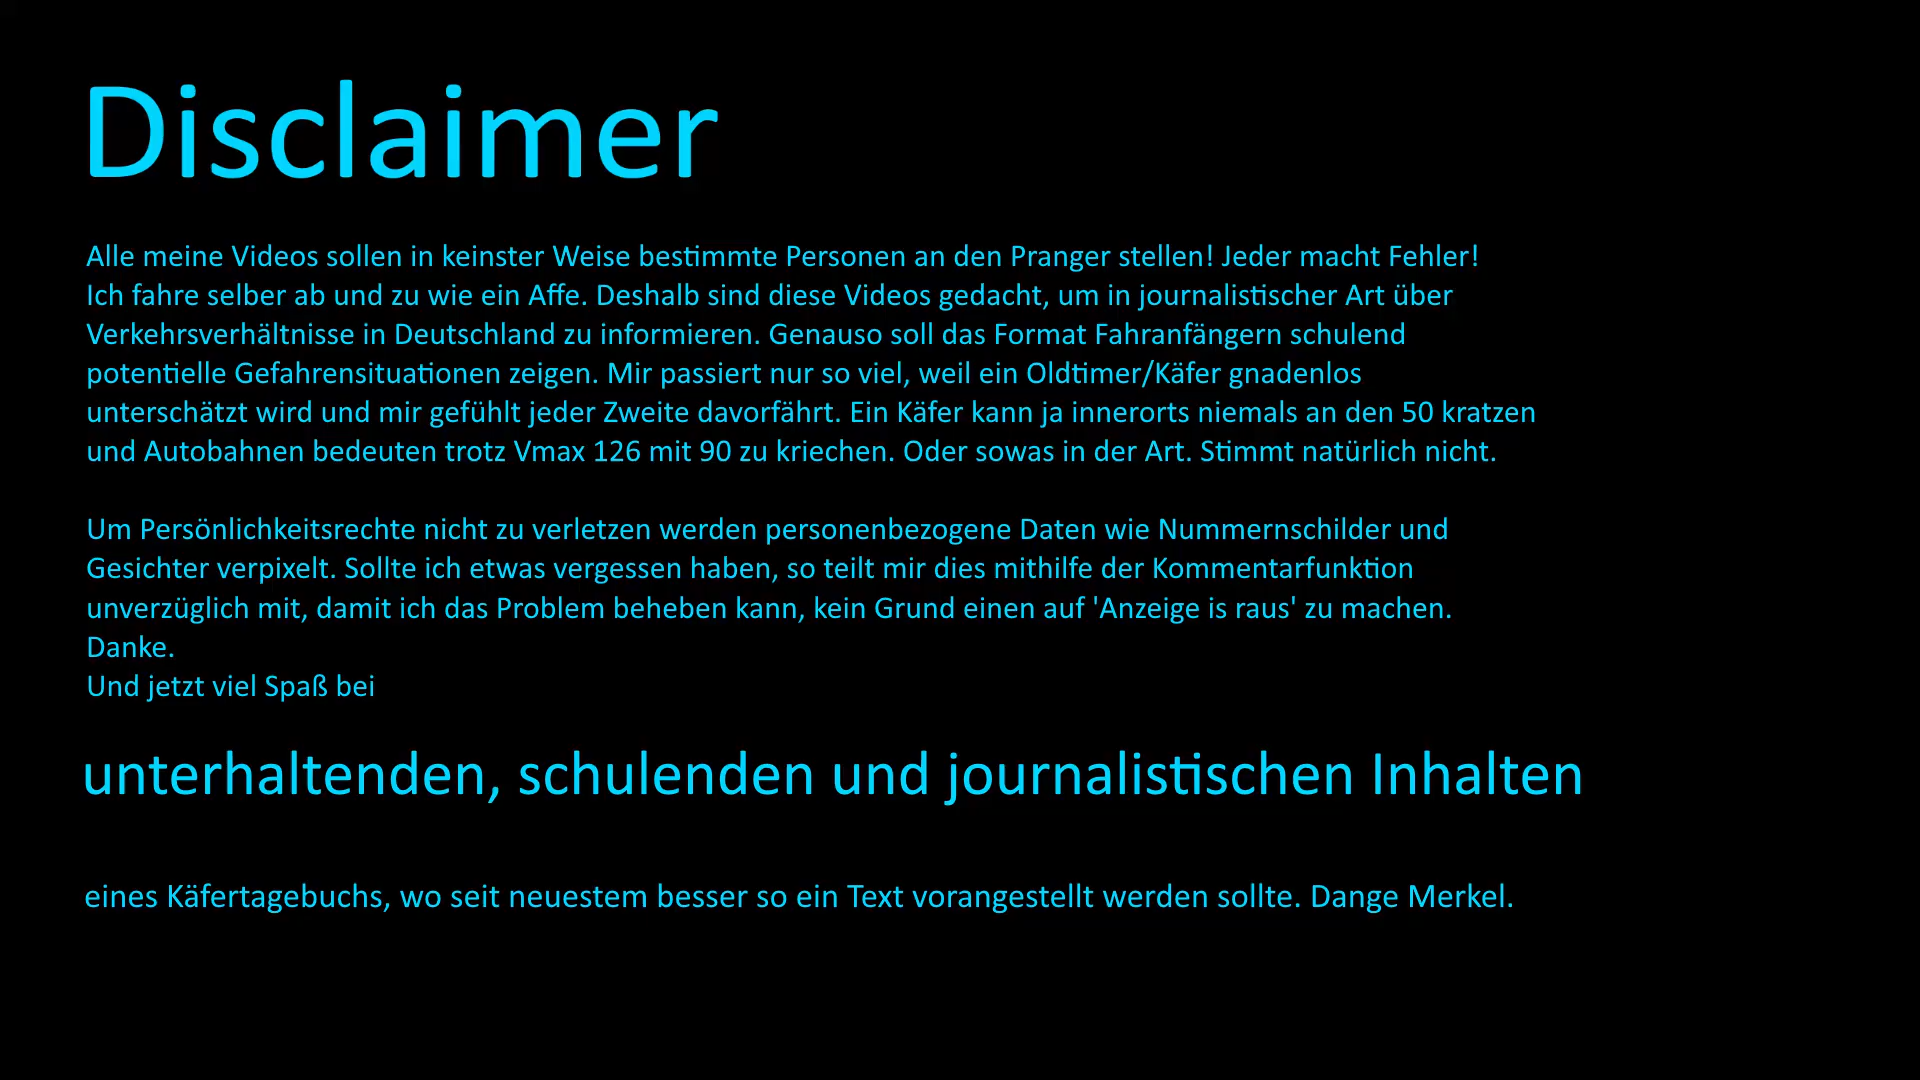 Disclaimer
Alle meine Videos sollen in keinster Weise bestimmte Personen an den Pranger stellen! Jeder macht Fehler!
Ich fahre selber ab und zu wie ein Affe. Deshalb sind diese Videos gedacht, um in journalistischer Art über
Verkehrsverhältnisse in Deutschland zu informieren. Genauso soll das Format Fahranfängern schulend
potentielle Gefahrensituationen zeigen. Mir passiert nur so viel, weil ein Oldtimer/Käfer gnadenlos
unterschätzt wird und mir gefühlt jeder Zweite davorfährt. Ein Käfer kann ja innerorts niemals an den 50 kratzen
und Autobahnen bedeuten trotz Vmax 126 mit 90 zu kriechen. Oder sowas in der Art. Stimmt natürlich nicht.
Um Persönlichkeitsrechte nicht zu verletzen werden personenbezogene Daten wie Nummernschilder und
Gesichter verpixelt. Sollte ich etwas vergessen haben, so teilt mir dies mithilfe der Kommentarfunktion
unverzüglich mit, damit ich das Problem beheben kann, kein Grund einen auf 'Anzeige is raus' zu machen.
Danke.
Und jetzt viel Spaß bei
unterhaltenden, schulenden und journalistischen Inhalten
eines Käfertagebuchs, wo seit neuestem besser so ein Text vorangestellt werden sollte. Dange Merkel.